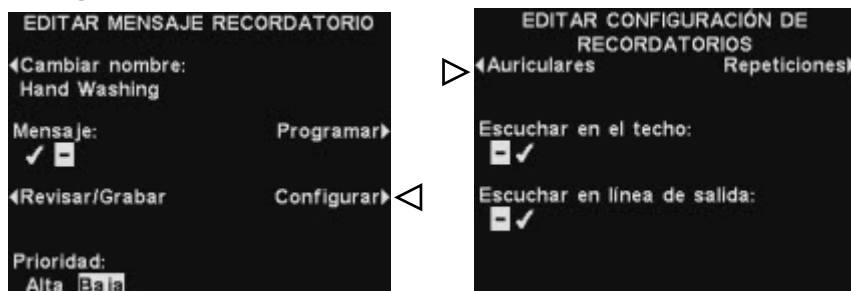 EDITAR MENSAJE RECORDATORIO
Cambiar nombre:
Hand Washing
Mensaje:
Programar
Revisar/Grabar
Configurar
Prioridad:
Alta Baja
EDITAR CONFIGURACIÓN DE
RECORDATORIOS
Auriculares
Repeticiones
Escuchar en el techo:
Escuchar en línea de salida: